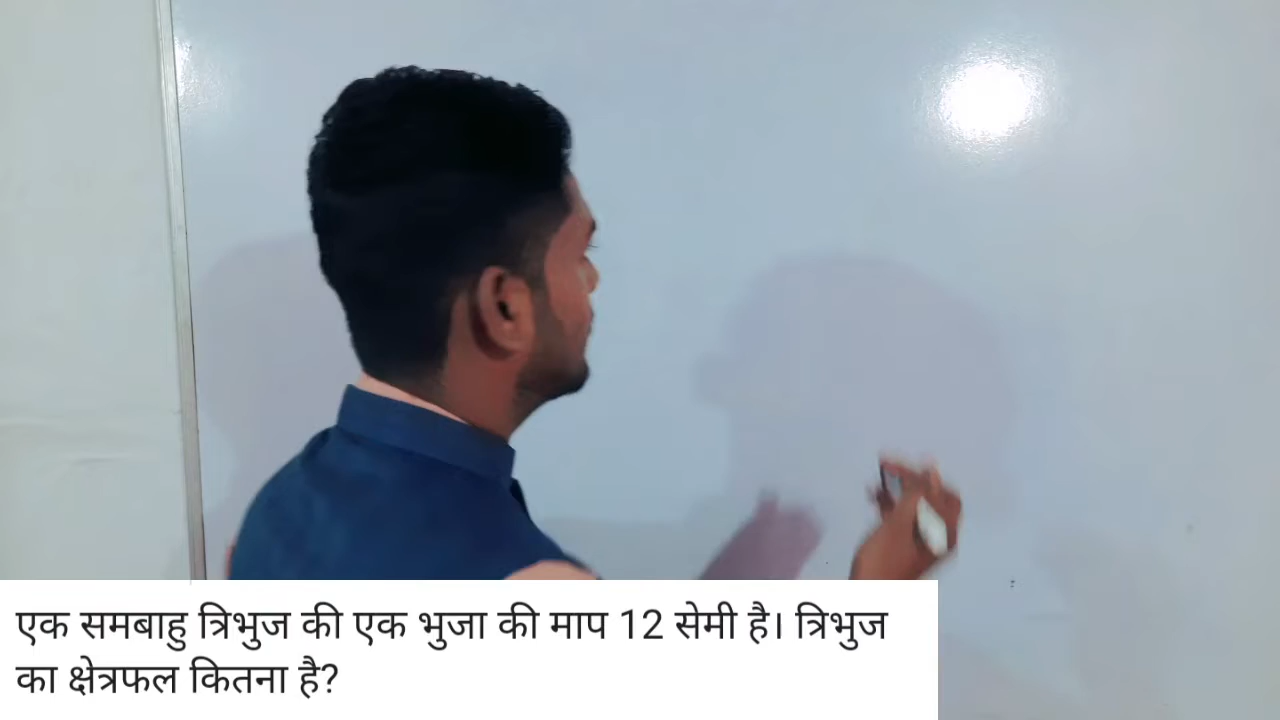 एक समबाहु त्रिभुज की एक भुजा की माप 12 सेमी है। त्रिभुज
का क्षेत्रफल कितना है?